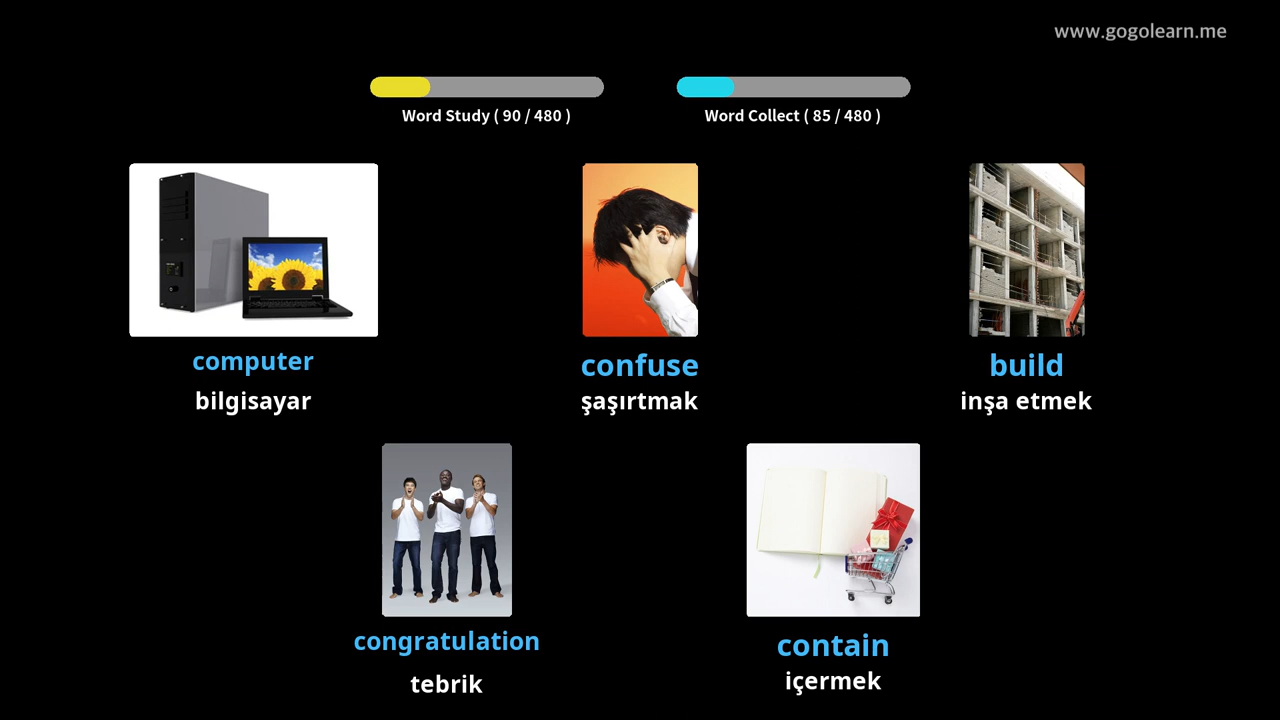 www.gogolearn.me
Word Study ( 90 / 480 )
Word Collect ( 85 / 480 )
computer
confuse
build
bilgisayar
şaşırtmak
inşa etmek
congratulation
contain
tebrik
içermek